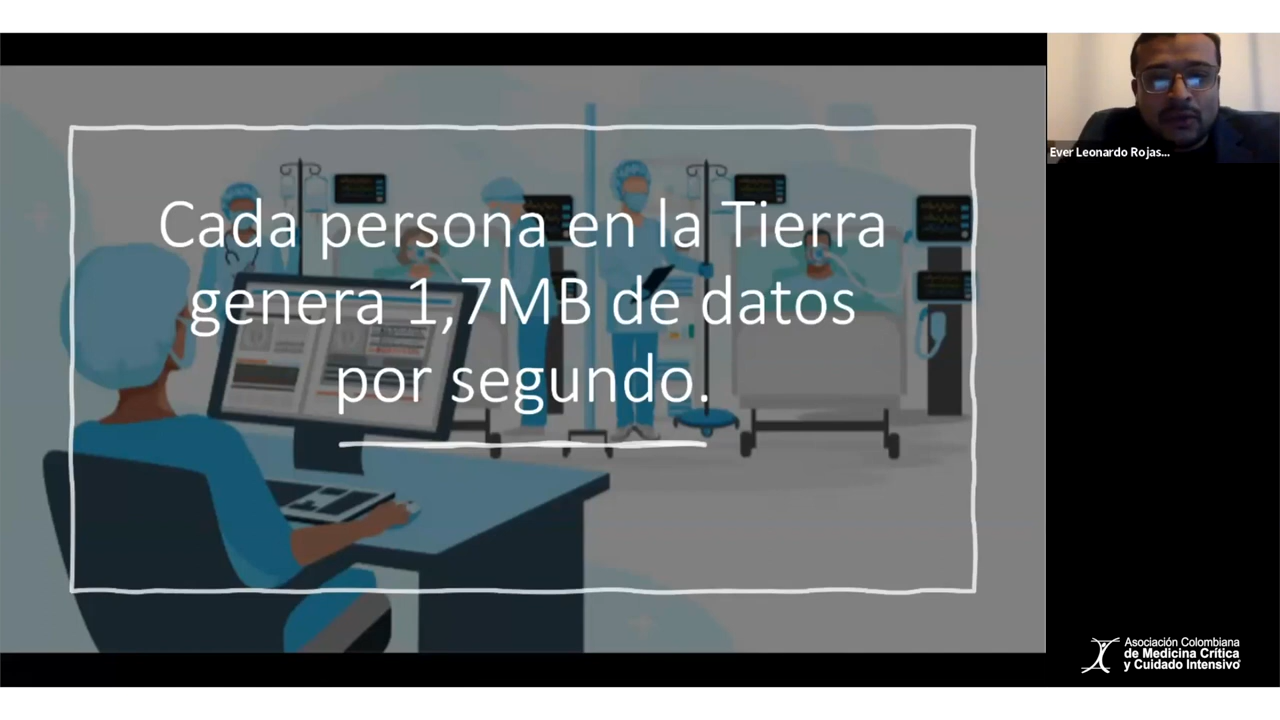 Cada persona en la Tierra
genera 1,7MB de datos
por segundo.
Ever Leonardo Rojas...
Asociación Colombiana
de Medicina Crítica
y Cuidado Intensivo